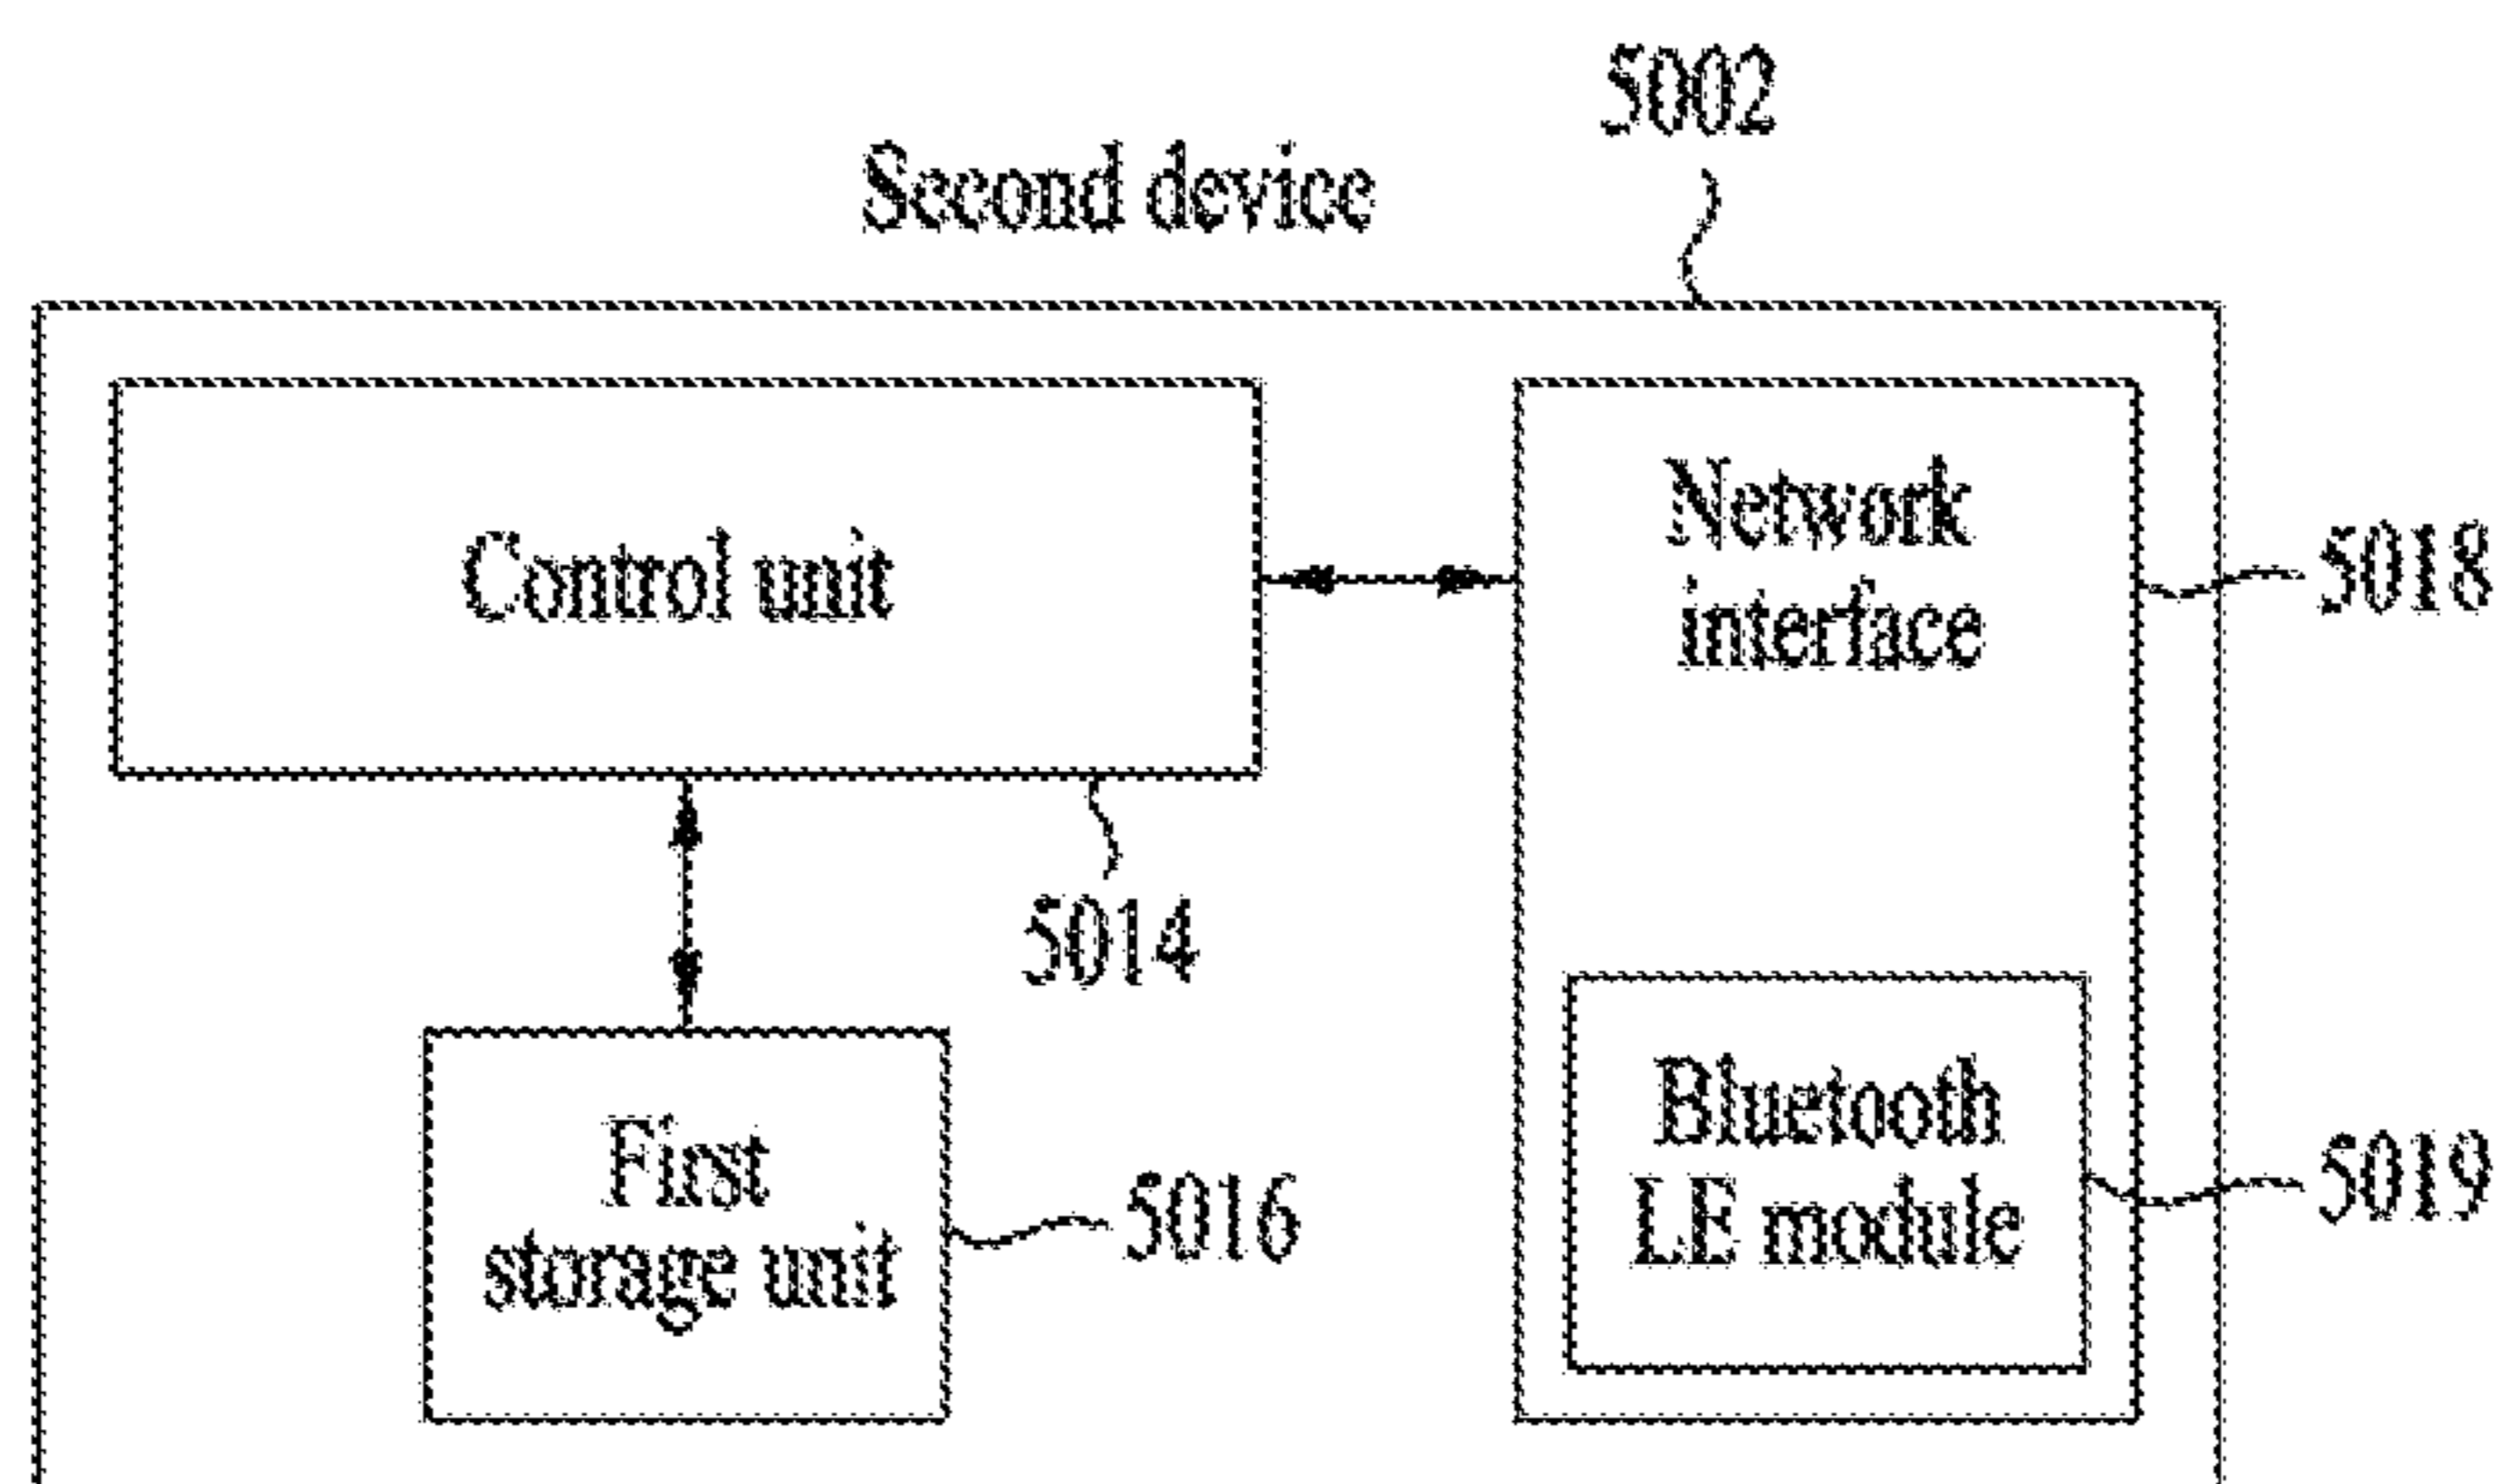 5002
Second device
Control unit
Network
interface
5018
5014
First
storage unit
5016
Bluetooth
LE module
5019